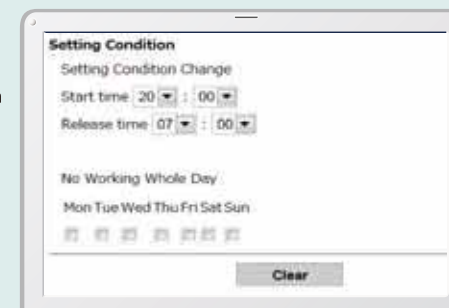 Setting Condition
Setting Condition Change
Start time 20 : 00
Release time 07 : 00
No Working Whole Day
Mon Tue Wed Thu Fri Sat Sun
Clear